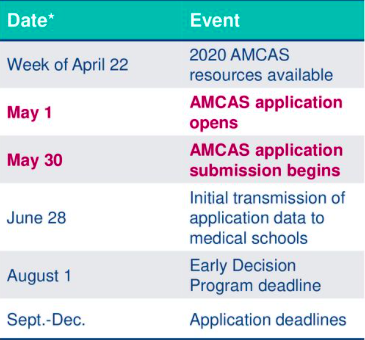 Date* Event
Week of April 22 2020 AMCAS
resources available
May 1 AMCAS application
opens
May 30 AMCAS application
submission begins
June 28 Initial transmission of
application data to
medical schools
August 1 Early Decision
Program deadline
Sept.-Dec. Application deadlines